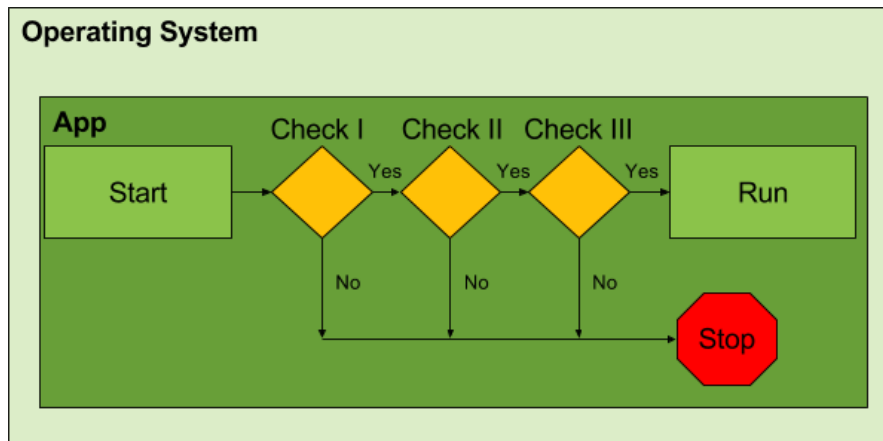 Operating System
App
Check I
Check II
Check III
Start
Yes
Yes
Yes
Run
No
No
No
Stop